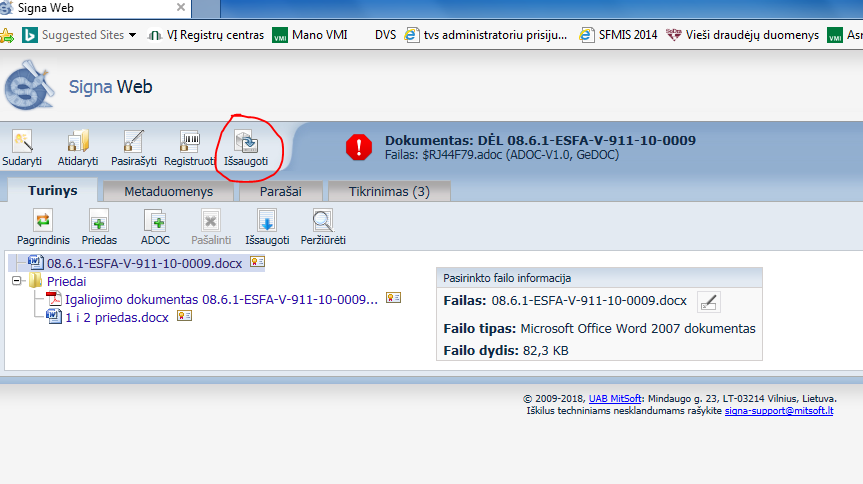 Signa Web
Suggested Sites
VĮ Registrų centras
VMI Mano VMI
DVS
tvs administratoriu prisiju...
SFMIS 2014
Vieši draudėjų duomenys
VMI Asr
Signa Web
Sudaryti Atidaryti Pasirašyti Registruoti Išsaugoti
Dokumentas: DĖL 08.6.1-ESFA-V-911-10-0009
Failas: $RJ44F79.adoc (ADOC-V1.0, GeDOC)
Turinys Metaduomenys Parašai Tikrinimas (3)
Pagrindinis Priedas ADOC Pašalinti Išsaugoti Peržiūrėti
08.6.1-ESFA-V-911-10-0009.docx
Priedai
Igaliojimo dokumentas 08.6.1-ESFA-V-911-10-0009...
1 i 2 priedas.docx
Pasirinkto failo informacija
Failas: 08.6.1-ESFA-V-911-10-0009.docx
Failo tipas: Microsoft Office Word 2007 dokumentas
Failo dydis: 82,3 KB
© 2009-2018, UAB MitSoft: Mindaugo g. 23, LT-03214 Vilnius, Lietuva.
Iškilus techniniams nesklandumams rašykite signa-support@mitsoft.lt